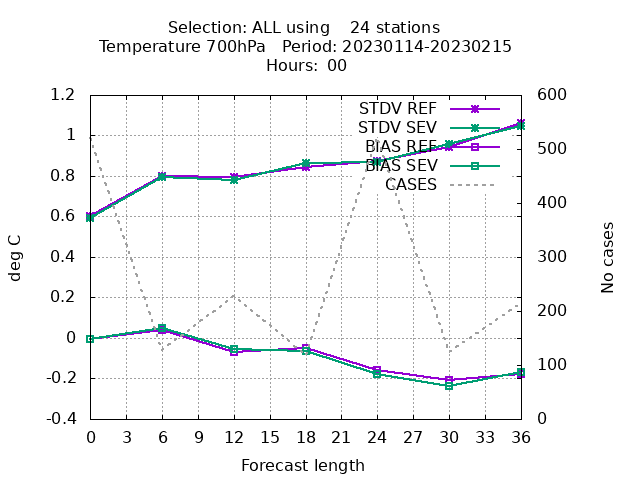 Selection: ALL using    24 stations
Temperature 700hPa   Period: 20230114-20230215
Hours: 00
1.2
1
0.8
0.6
0.4
0.2
0
-0.2
-0.4
deg C
STDV REF
STDV SEV
BIAS REF
BIAS SEV
CASES
600
500
400
300
200
100
0
No cases
0 3 6 9 12 15 18 21 24 27 30 33 36
Forecast length